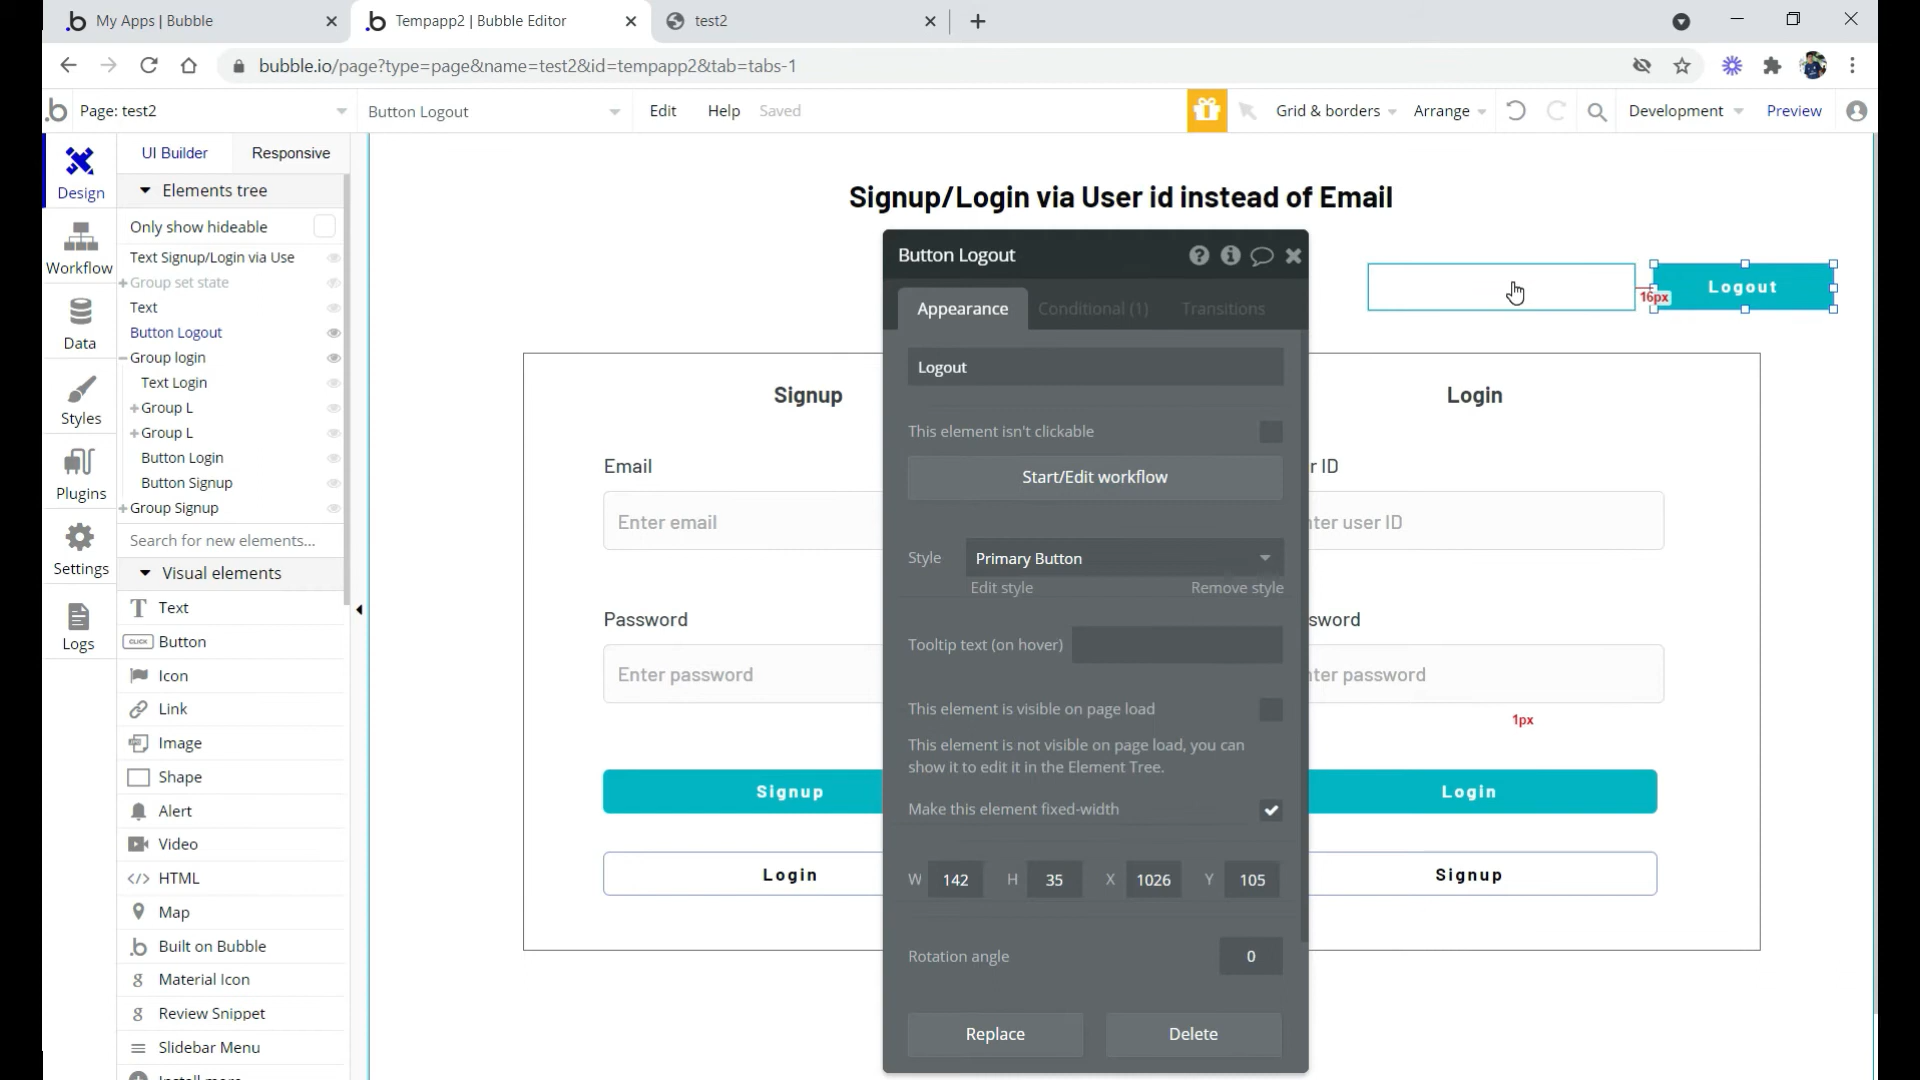 My Apps | Bubble
Tempapp2 | Bubble Editor
test2
bubble.io/page?type=page&name=test2&id=tempapp2&tab=tabs-1
Page: test2
Button Logout
Edit
Help
Saved
Grid & borders
Arrange
Development
Preview
Design
Workflow
Data
Styles
Plugins
Settings
Logs
UI Builder
Responsive
Elements tree
Only show hideable
Text Signup/Login via Use
Group set state
Text
Button Logout
Group login
Text Login
Group L
Group L
Button Login
Button Signup
Group Signup
Search for new elements...
Visual elements
Text
CLICK
Button
Icon
Link
Image
Shape
Alert
Video
HTML
Map
Built on Bubble
Material Icon
Review Snippet
Slidebar Menu
Install more
Signup/Login via User id instead of Email
16px
Logout
Signup
Email
Enter email
Password
Enter password
Signup
Login
Button Logout
Appearance
Conditional (1)
Transitions
Logout
This element isn't clickable
Start/Edit workflow
Style
Primary Button
Edit style
Remove style
Tooltip text (on hover)
This element is visible on page load
This element is not visible on page load, you can
show it to edit it in the Element Tree.
Make this element fixed-width
W 142 H 35 X 1026 Y 105
Rotation angle
0
Replace
Delete
Login
r ID
nter user ID
sword
nter password
1px
Login
Signup